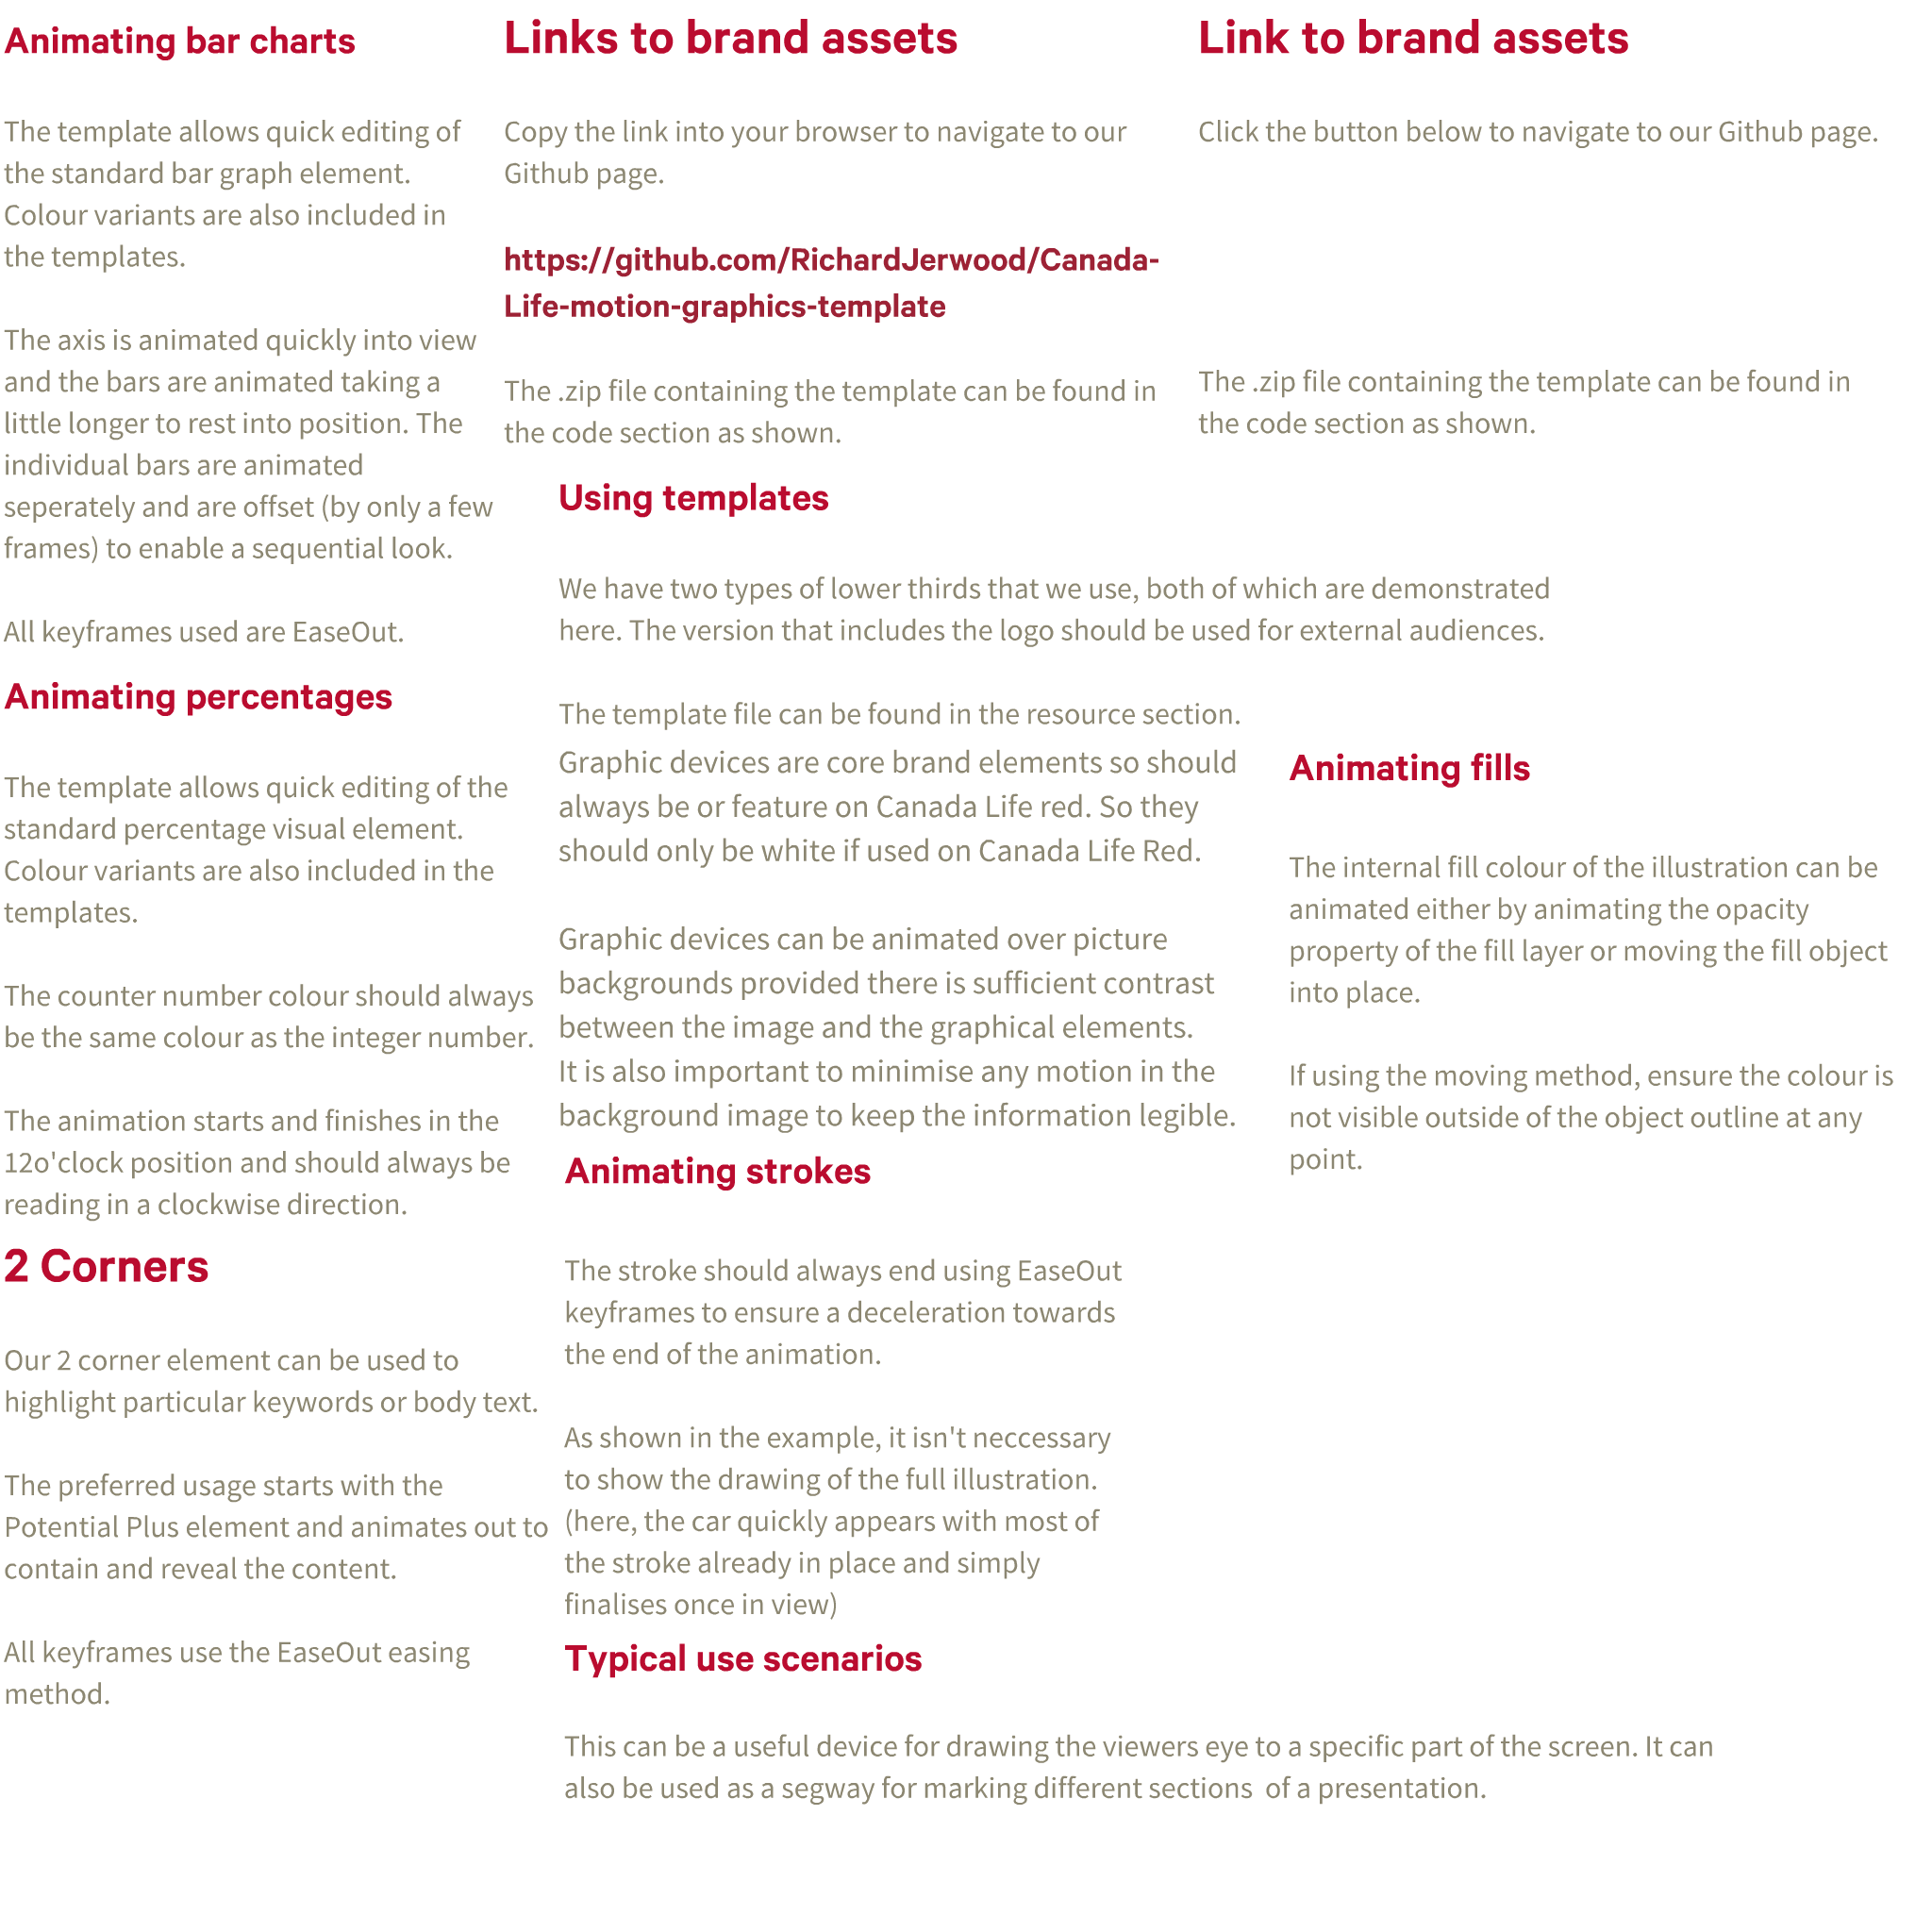 Animating bar charts
The template allows quick editing of
the standard bar graph element.
Colour variants are also included in
the templates.
The axis is animated quickly into view
and the bars are animated taking a
little longer to rest into position. The
individual bars are animated
seperately and are offset (by only a few
frames) to enable a sequential look.
All keyframes used are EaseOut.
Animating percentages
The template allows quick editing of the
standard percentage visual element.
Colour variants are also included in the
templates.
The counter number colour should always
be the same colour as the integer number.
The animation starts and finishes in the
12o'clock position and should always be
reading in a clockwise direction.
2 Corners
Our 2 corner element can be used to
highlight particular keywords or body text.
The preferred usage starts with the
Potential Plus element and animates out to
contain and reveal the content.
All keyframes use the EaseOut easing
method.
Links to brand assets
Copy the link into your browser to navigate to our
Github page.
https://github.com/RichardJerwood/Canada-
Life-motion-graphics-template
The .zip file containing the template can be found in
the code section as shown.
Link to brand assets
Click the button below to navigate to our Github page.
The .zip file containing the template can be found in
the code section as shown.
Using templates
We have two types of lower thirds that we use, both of which are demonstrated
here. The version that includes the logo should be used for external audiences.
The template file can be found in the resource section.
Graphic devices are core brand elements so should
always be or feature on Canada Life red. So they
should only be white if used on Canada Life Red.
Graphic devices can be animated over picture
backgrounds provided there is sufficient contrast
between the image and the graphical elements.
It is also important to minimise any motion in the
background image to keep the information legible.
Animating fills
The internal fill colour of the illustration can be
animated either by animating the opacity
property of the fill layer or moving the fill object
into place.
If using the moving method, ensure the colour is
not visible outside of the object outline at any
point.
Animating strokes
The stroke should always end using EaseOut
keyframes to ensure a deceleration towards
the end of the animation.
As shown in the example, it isn't neccessary
to show the drawing of the full illustration.
(here, the car quickly appears with most of
the stroke already in place and simply
finalises once in view)
Typical use scenarios
This can be a useful device for drawing the viewers eye to a specific part of the screen. It can
also be used as a segway for marking different sections  of a presentation.